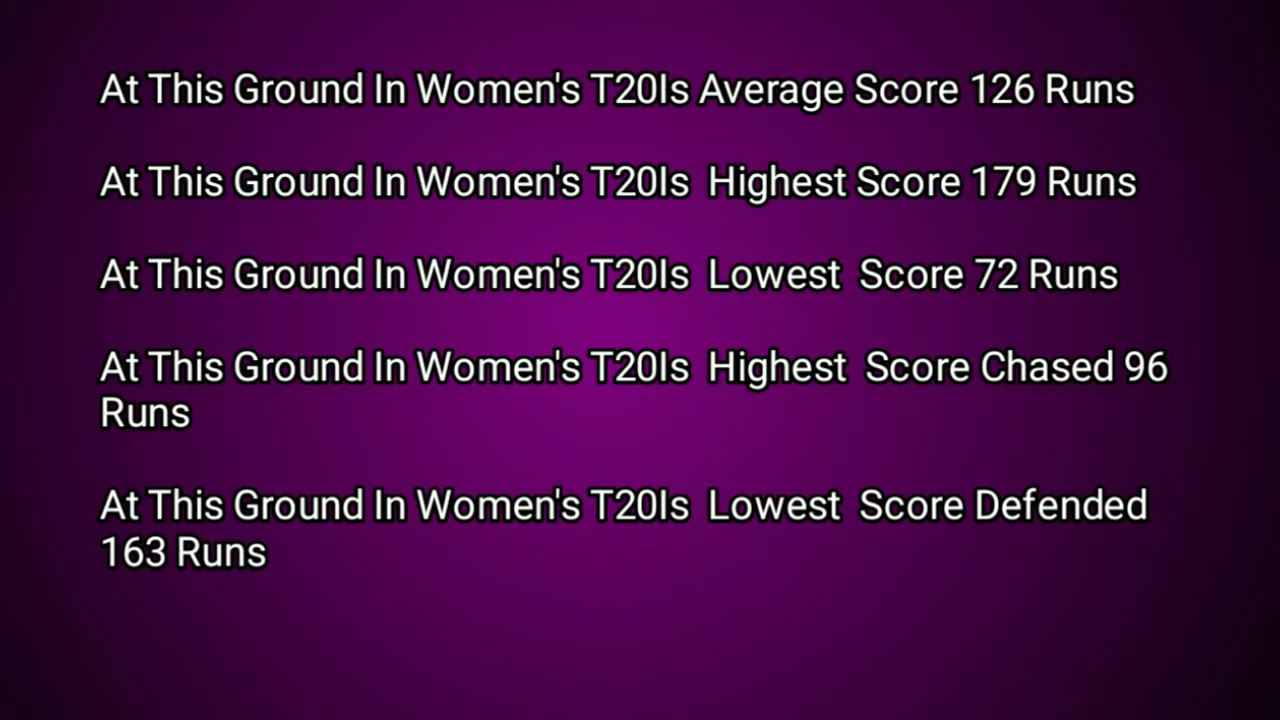 At This Ground In Women's T20Is Average Score 126 Runs
At This Ground In Women's T20Is  Highest Score 179 Runs
At This Ground In Women's T20Is  Lowest  Score 72 Runs
At This Ground In Women's T20Is  Highest  Score Chased 96
Runs
At This Ground In Women's T20Is  Lowest  Score Defended
163 Runs